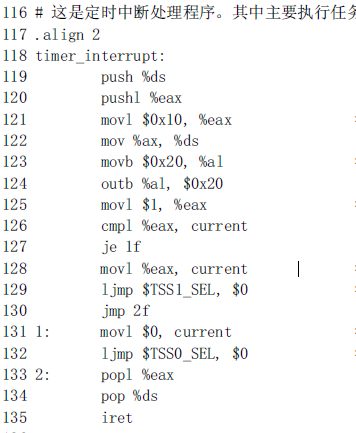 116 # 这是定时中断处理程序。其中主要执行任务
117 .align 2
118 timer_interrupt:
119 push %ds
120 pushl %eax
121 movl $0x10, %eax
122 mov %ax, %ds
123 movb $0x20, %al
124 outb %al, $0x20
125 movl $1, %eax
126 cmpl %eax, current
127 je 1f
128 movl %eax, current
129 ljmp $TSS1_SEL, $0
130 jmp 2f
131 1: movl $0, current
132 ljmp $TSS0_SEL, $0
133 2: popl %eax
134 pop %ds
135 iret